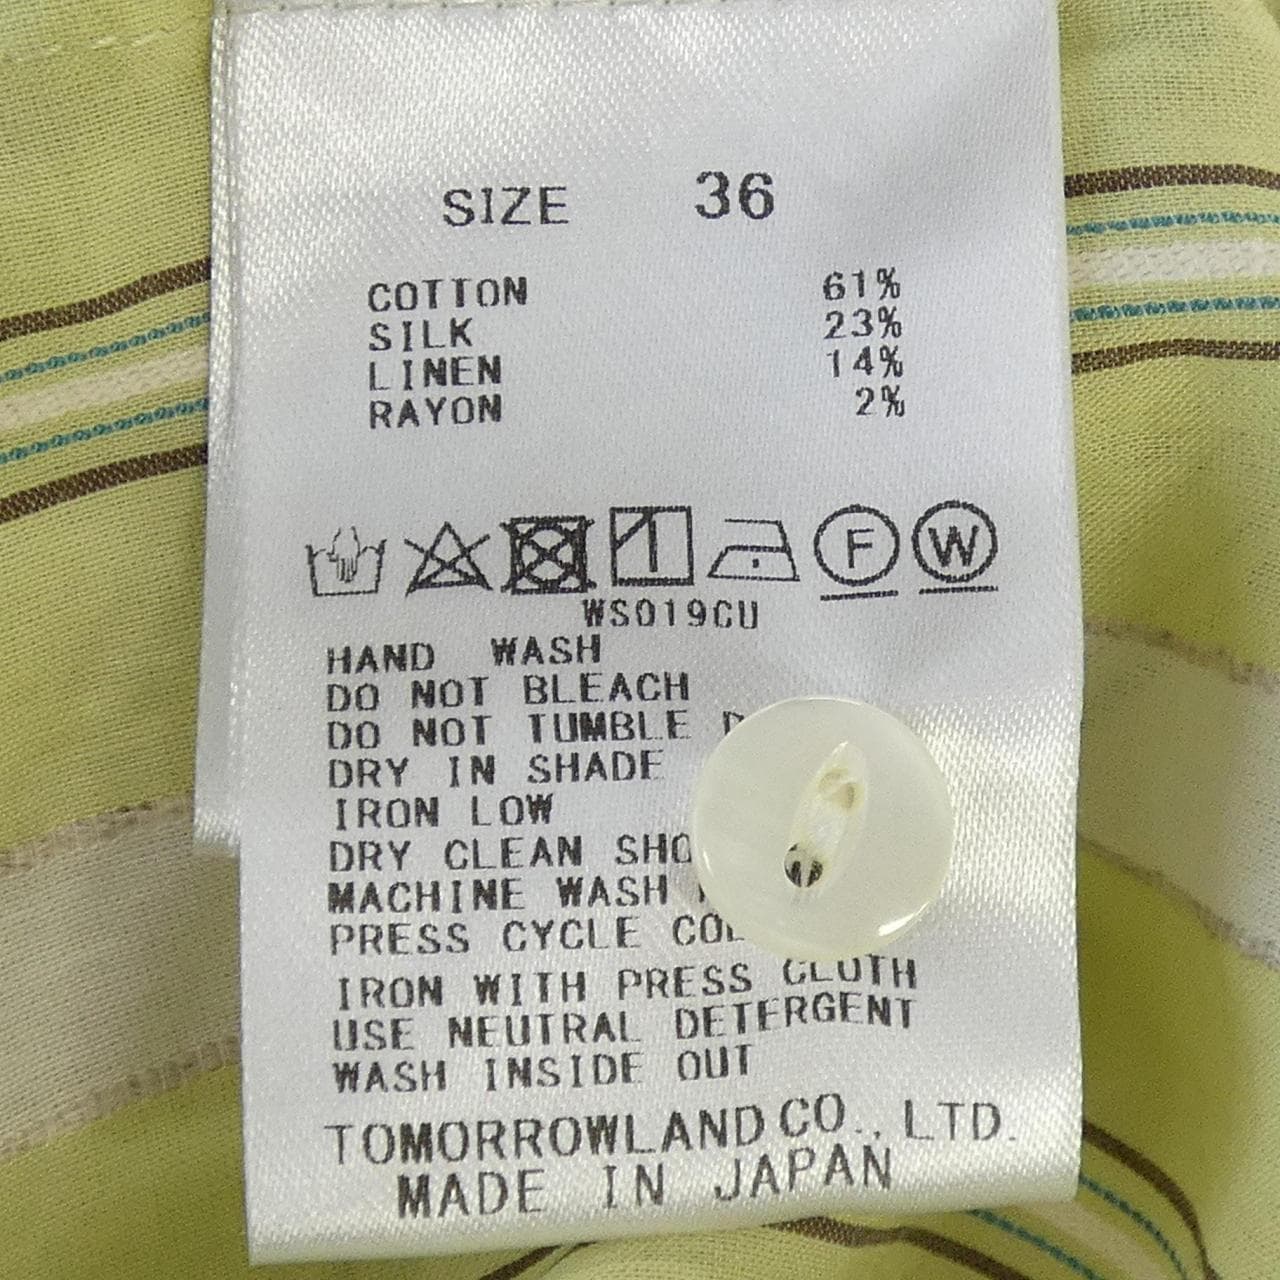 SIZE 36
COTTON 61%
SILK 23%
LINEN 14%
RAYON 2%
F W
WS019CU
HAND WASH
DO NOT BLEACH
DO NOT TUMBLE
DRY IN SHADE
IRON LOW
DRY CLEAN
MACHINE WASH
PRESS CYCLE
IRON WITH PRESS CLOTH
USE NEUTRAL DETERGENT
WASH INSIDE OUT
TOMORROWLAND CO., LTD.
MADE IN JAPAN